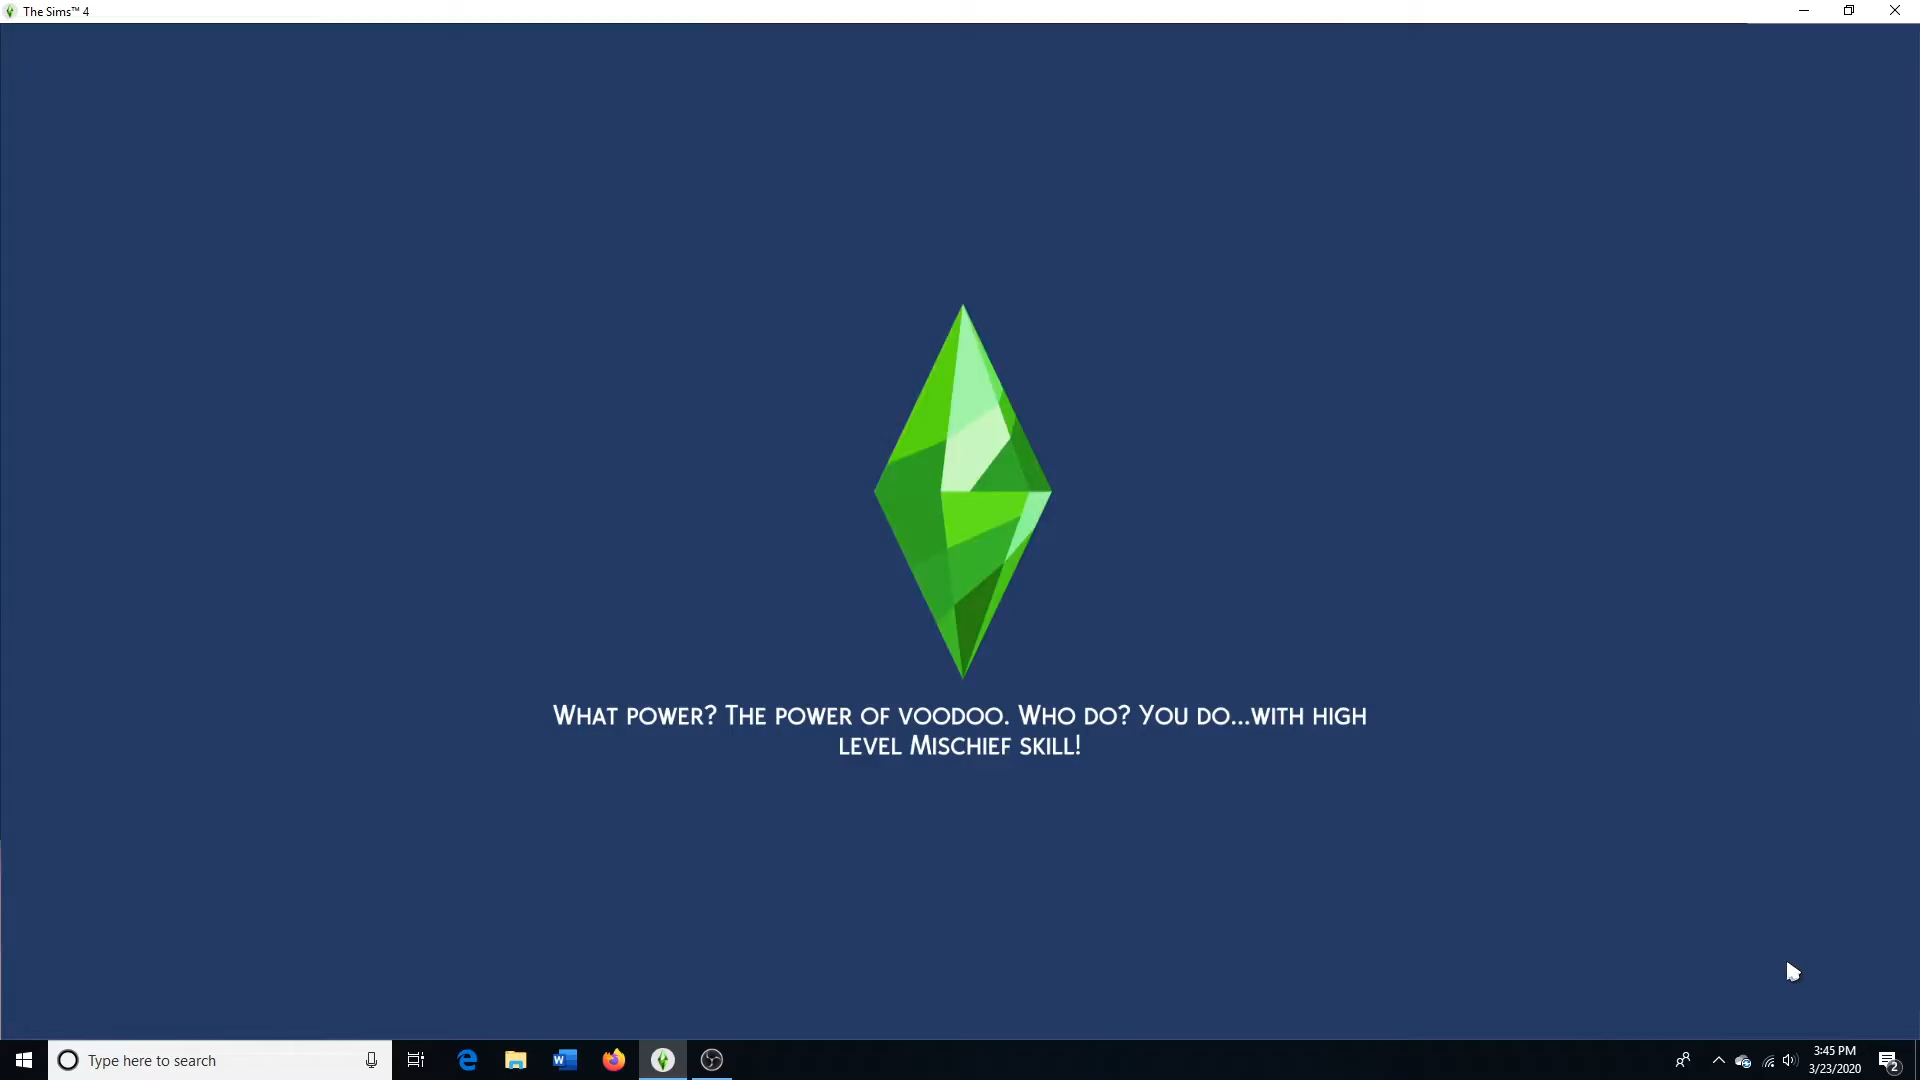 The Sims™ 4
What power? The power of voodoo. Who do? You do...with high
level Mischief skill!
Type here to search
3:45 PM
3/23/2020
2